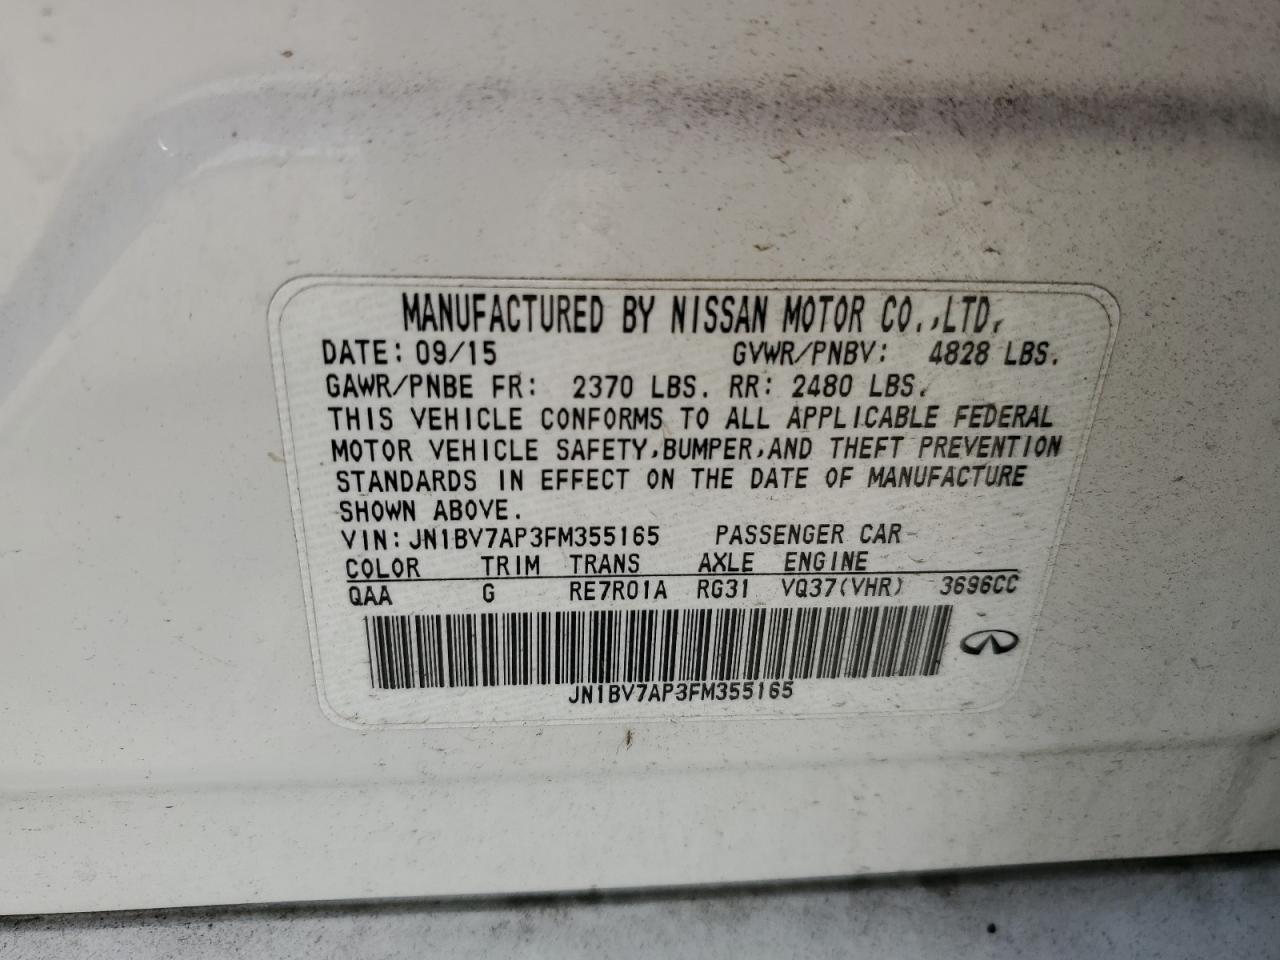 MANUFACTURED BY NISSAN MOTOR CO.,LTD.
DATE: 09/15 GVWR/PNBV: 4828 LBS.
GAWR/PNBE FR: 2370 LBS. RR: 2480 LBS.
THIS VEHICLE CONFORMS TO ALL APPLICABLE FEDERAL
MOTOR VEHICLE SAFETY,BUMPER,AND THEFT PREVENTION
STANDARDS IN EFFECT ON THE DATE OF MANUFACTURE
SHOWN ABOVE.
VIN:JN1BV7AP3FM355165 PASSENGER CAR
COLOR TRIM TRANS AXLE ENGINE
QAA G RE7R01A RG31 VQ37(VHR) 3696CC
JN1BV7AP3FM355165